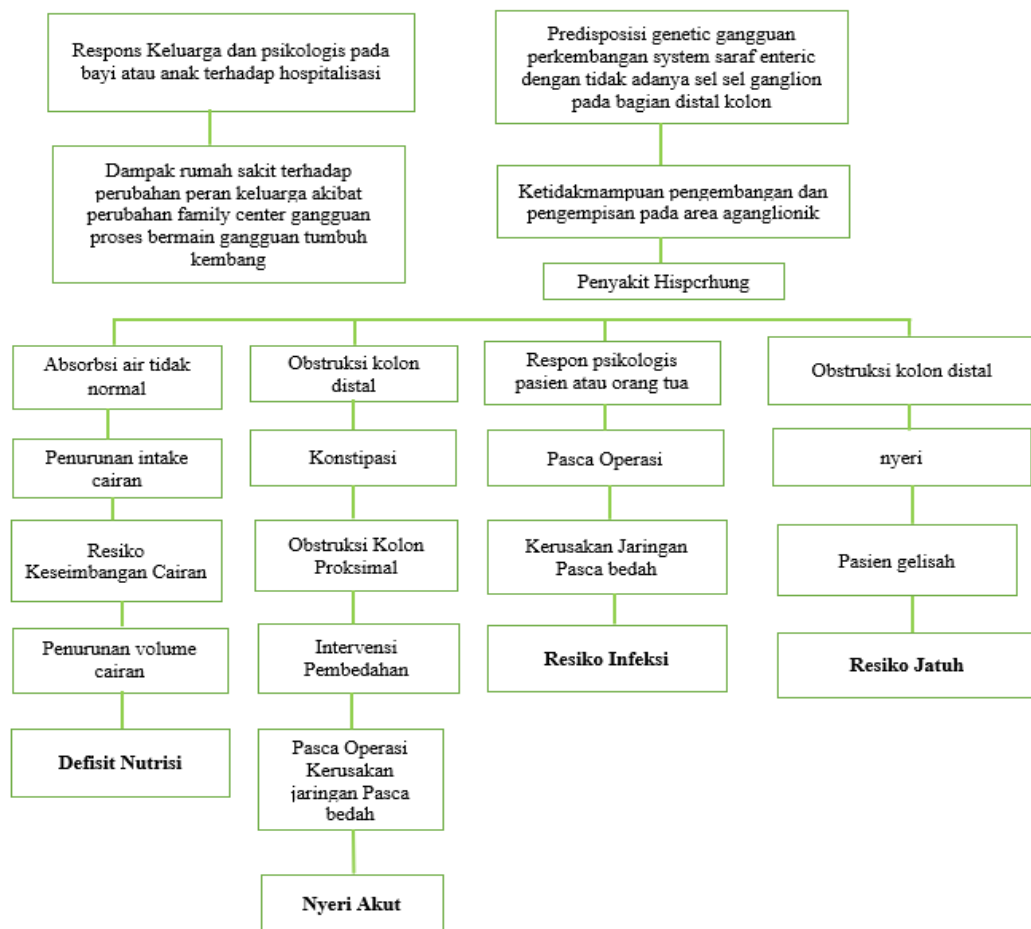 Respons Keluarga dan psikologis pada
bayi atau anak terhadap hospitalisasi
Predisposisi genetic gangguan
perkembangan system saraf enteric
dengan tidak adanya sel sel ganglion
pada bagian distal kolon
Dampak rumah sakit terhadap
perubahan peran keluarga akibat
perubahan family center gangguan
proses bermain gangguan tumbuh
kembang
Ketidakmampuan pengembangan dan
pengempisan pada area aganglionik
Penyakit Hispcrhung
Absorbsi air tidak
normal
Penurunan intake
cairan
Resiko
Keseimbangan Cairan
Penurunan volume
cairan
Defisit Nutrisi
Obstruksi kolon
distal
Konstipasi
Obstruksi Kolon
Proksimal
Intervensi
Pembedahan
Pasca Operasi
Kerusakan
jaringan Pasca
bedah
Nyeri Akut
Respon psikologis
pasien atau orang tua
Pasca Operasi
Kerusakan Jaringan
Pasca bedah
Resiko Infeksi
Obstruksi kolon distal
nyeri
Pasien gelisah
Resiko Jatuh